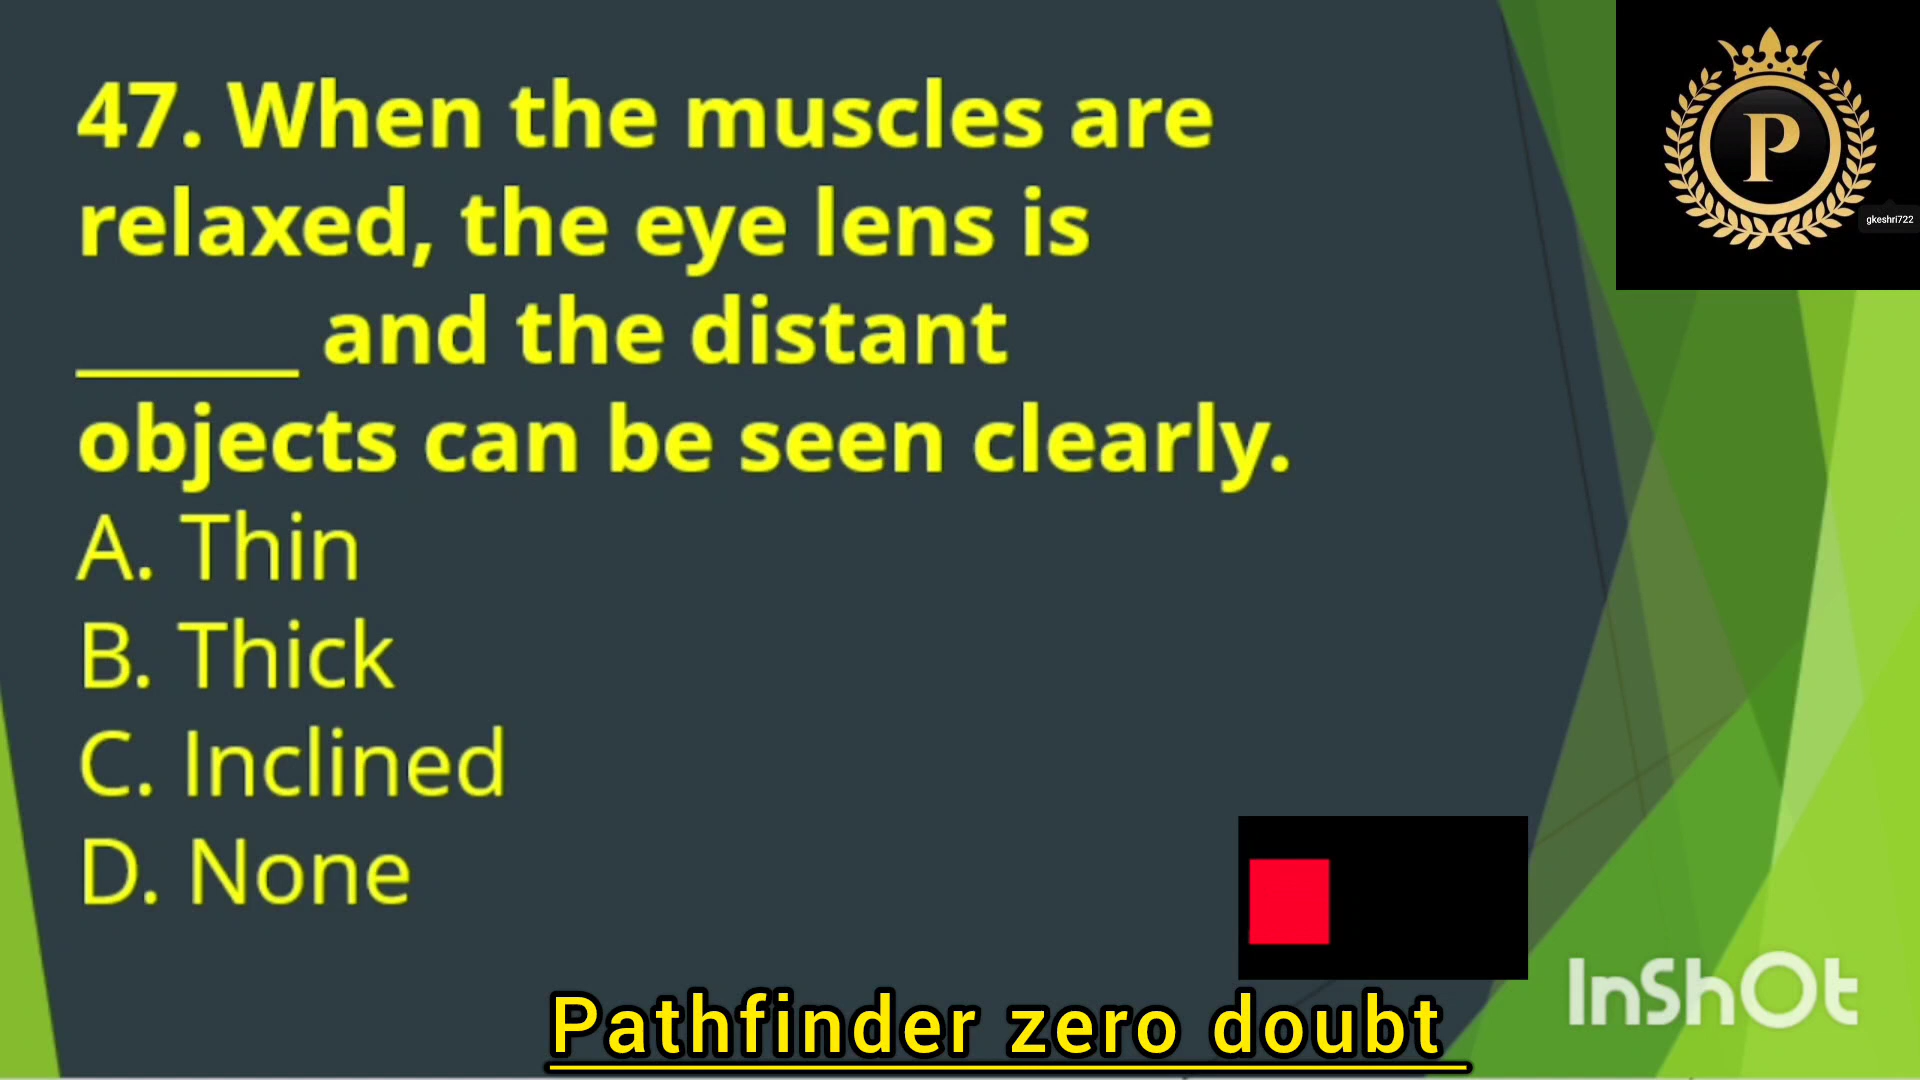 47. When the muscles are
relaxed, the eye lens is
______ and the distant
objects can be seen clearly.
A. Thin
B. Thick
C. Inclined
D. None
P
gkeshri722
InShOt
Pathfinder zero doubt